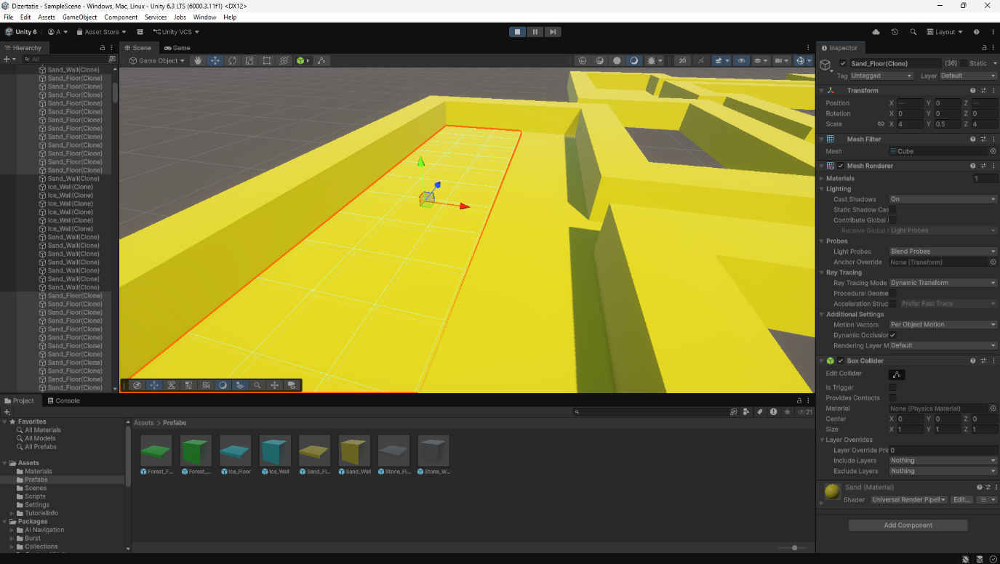 Dizertatie - SampleScene - Windows, Mac, Linux - Unity 6.3 LTS (6000.3.11f1) <DX12>
File Edit Assets GameObject Component Services Jobs Window Help
Unity 6 A Asset Store Unity VCS Layout
Hierarchy
All
Sand_Wall(Clone)
Sand_Floor(Clone)
Sand_Floor(Clone)
Sand_Floor(Clone)
Sand_Floor(Clone)
Sand_Floor(Clone)
Sand_Floor(Clone)
Sand_Floor(Clone)
Sand_Floor(Clone)
Sand_Floor(Clone)
Sand_Floor(Clone)
Sand_Floor(Clone)
Sand_Floor(Clone)
Sand_Wall(Clone)
Ice_Wall(Clone)
Ice_Wall(Clone)
Ice_Wall(Clone)
Ice_Wall(Clone)
Ice_Wall(Clone)
Ice_Wall(Clone)
Sand_Wall(Clone)
Sand_Wall(Clone)
Sand_Wall(Clone)
Sand_Wall(Clone)
Sand_Wall(Clone)
Sand_Wall(Clone)
Sand_Wall(Clone)
Sand_Floor(Clone)
Sand_Floor(Clone)
Sand_Floor(Clone)
Sand_Floor(Clone)
Sand_Floor(Clone)
Sand_Floor(Clone)
Sand_Floor(Clone)
Sand_Floor(Clone)
Sand_Floor(Clone)
Sand_Floor(Clone)
Sand_Floor(Clone)
Sand_Floor(Clone)
Scene Game
Game Object 2D
Inspector
Sand_Floor(Clone) (36) Static
Tag Untagged Layer Default
Transform
Position X — Y 0 Z —
Rotation X 0 Y 0 Z 0
Scale X 4 Y 0.5 Z 4
Mesh Filter
Mesh Cube
Mesh Renderer
Materials 1
Lighting
Cast Shadows On
Static Shadow Cas
Contribute Global I
Receive Global I Light Probes
Probes
Light Probes Blend Probes
Anchor Override None (Transform)
Ray Tracing
Ray Tracing Mode Dynamic Transform
Procedural Geome
Acceleration Struc Prefer Fast Trace
Additional Settings
Motion Vectors Per Object Motion
Dynamic Occlusion
Rendering Layer M Default
Box Collider
Edit Collider
Is Trigger
Provides Contacts
Material None (Physics Material)
Center X 0 Y 0 Z 0
Size X 1 Y 1 Z 1
Layer Overrides
Layer Override Pri 0
Include Layers Nothing
Exclude Layers Nothing
Sand (Material)
Shader Universal Render Pipeli Edit...
Add Component
Project Console
21
Favorites
All Materials
All Models
All Prefabs
Assets
Materials
Prefabs
Scenes
Scripts
Settings
TutorialInfo
Packages
AI Navigation
Burst
Collections
Assets > Prefabs
Forest_F... Forest_... Ice_Floor Ice_Wall Sand_Fl... Sand_Wall Stone_Fl... Stone_W...